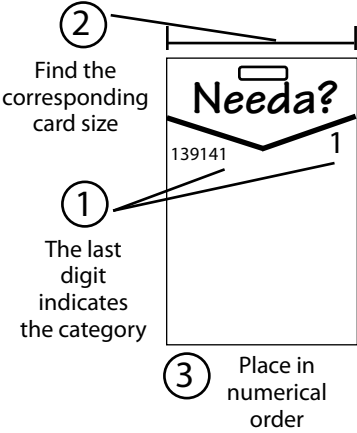 2
Find the
corresponding
card size
Needa?
139141
1
1
The last
digit
indicates
the category
3
Place in
numerical
order